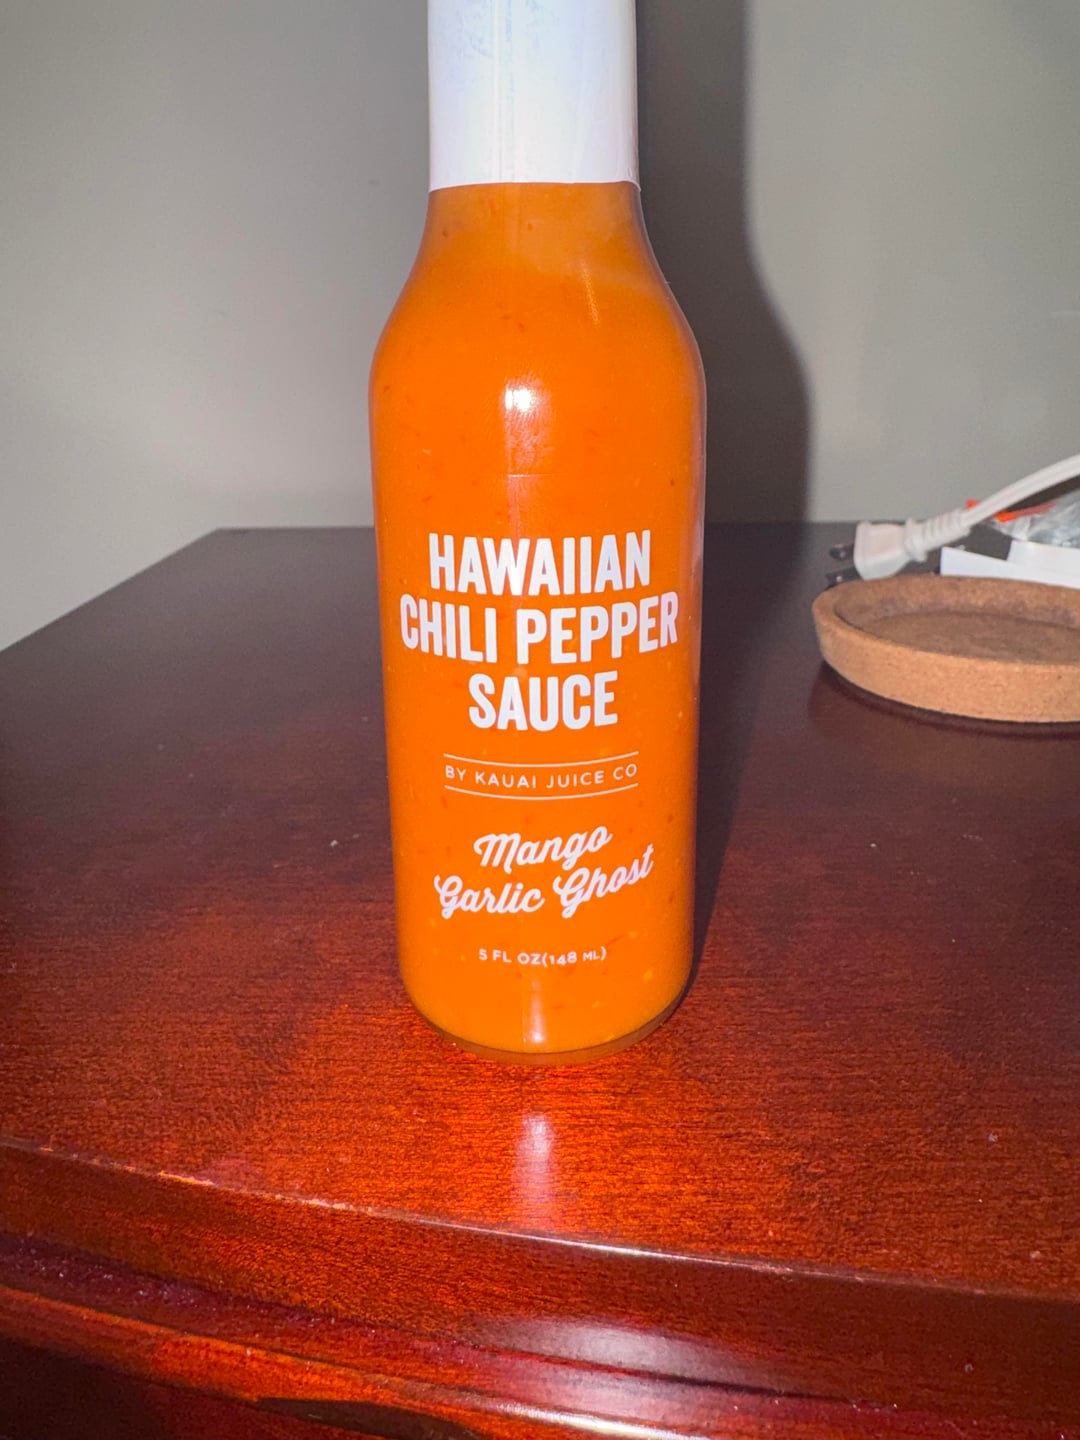 HAWAIIAN
CHILI PEPPER
SAUCE
BY KAUAI JUICE CO
Mango
Garlic Ghost
5 FL OZ(148 ML)